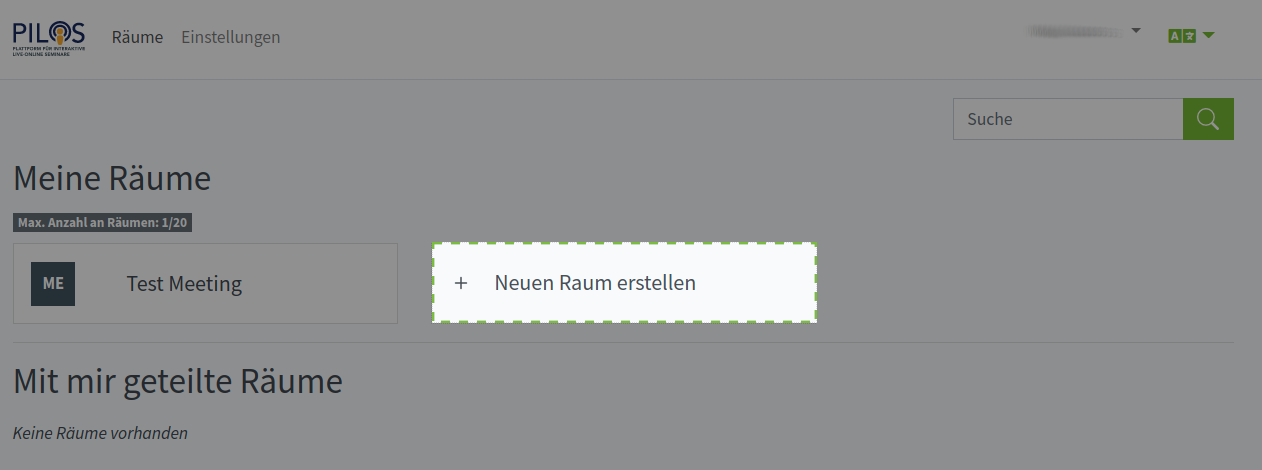 PILOS
PLATTFORM FÜR INTERAKTIVE
LIVE-ONLINE SEMINARE
Räume
Einstellungen
A
Suche
Meine Räume
Max. Anzahl an Räumen: 1/20
ME
Test Meeting
+ Neuen Raum erstellen
Mit mir geteilte Räume
Keine Räume vorhanden